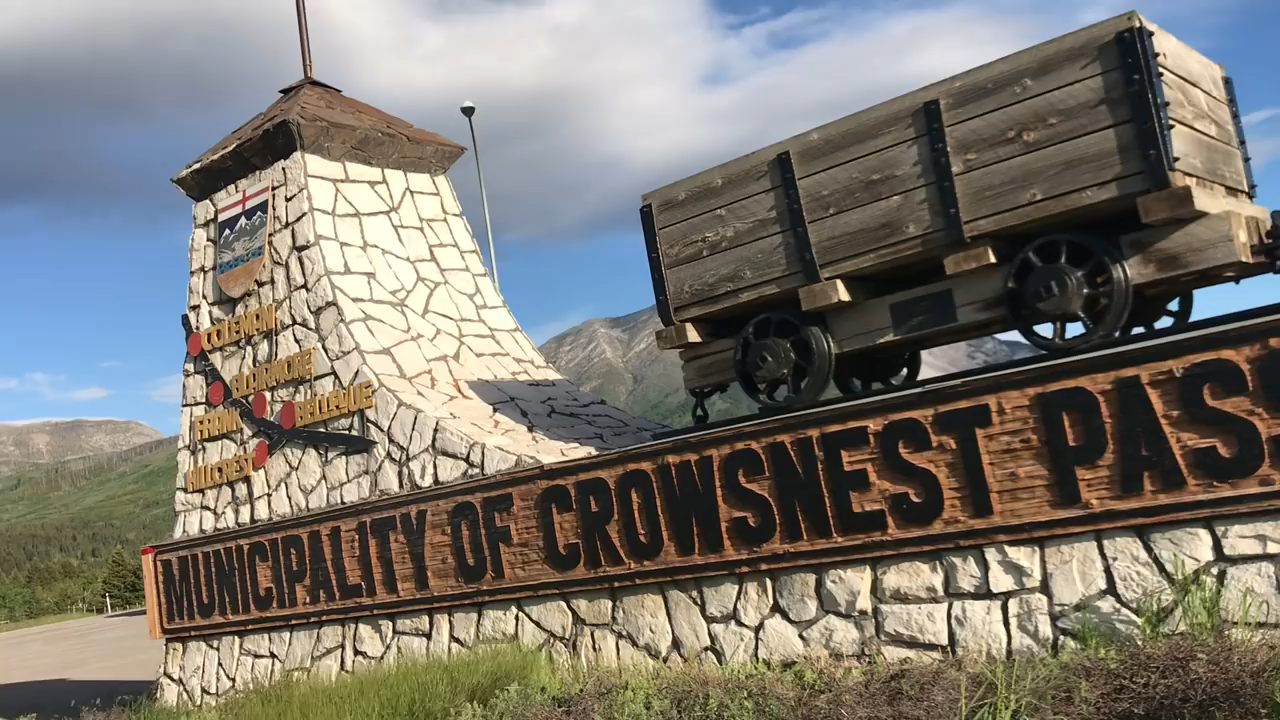 COLEMAN
BLAIRMORE
BELLEVUE
FRANK
HILLCREST
MUNICIPALITY OF CROWSNEST PASS